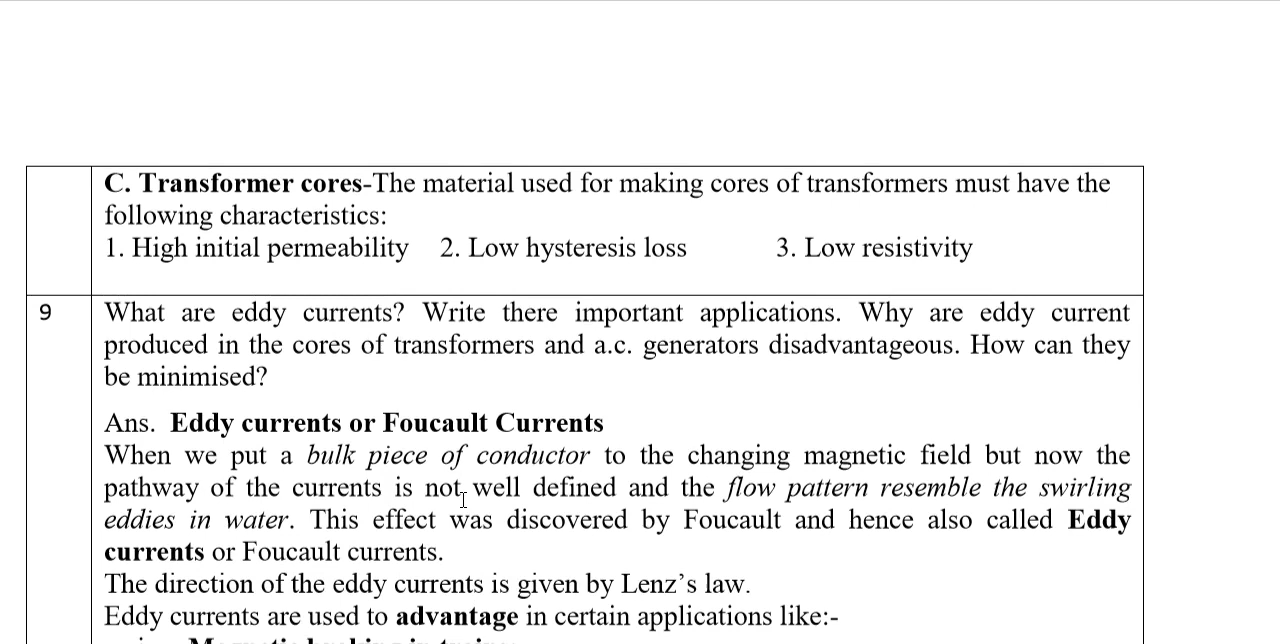 C. Transformer cores-The material used for making cores of transformers must have the
following characteristics:
1. High initial permeability 2. Low hysteresis loss 3. Low resistivity
9 What are eddy currents? Write there important applications. Why are eddy current
produced in the cores of transformers and a.c. generators disadvantageous. How can they
be minimised?
Ans. Eddy currents or Foucault Currents
When we put a bulk piece of conductor to the changing magnetic field but now the
pathway of the currents is not well defined and the flow pattern resemble the swirling
eddies in water. This effect was discovered by Foucault and hence also called Eddy
currents or Foucault currents.
The direction of the eddy currents is given by Lenz’s law.
Eddy currents are used to advantage in certain applications like:-